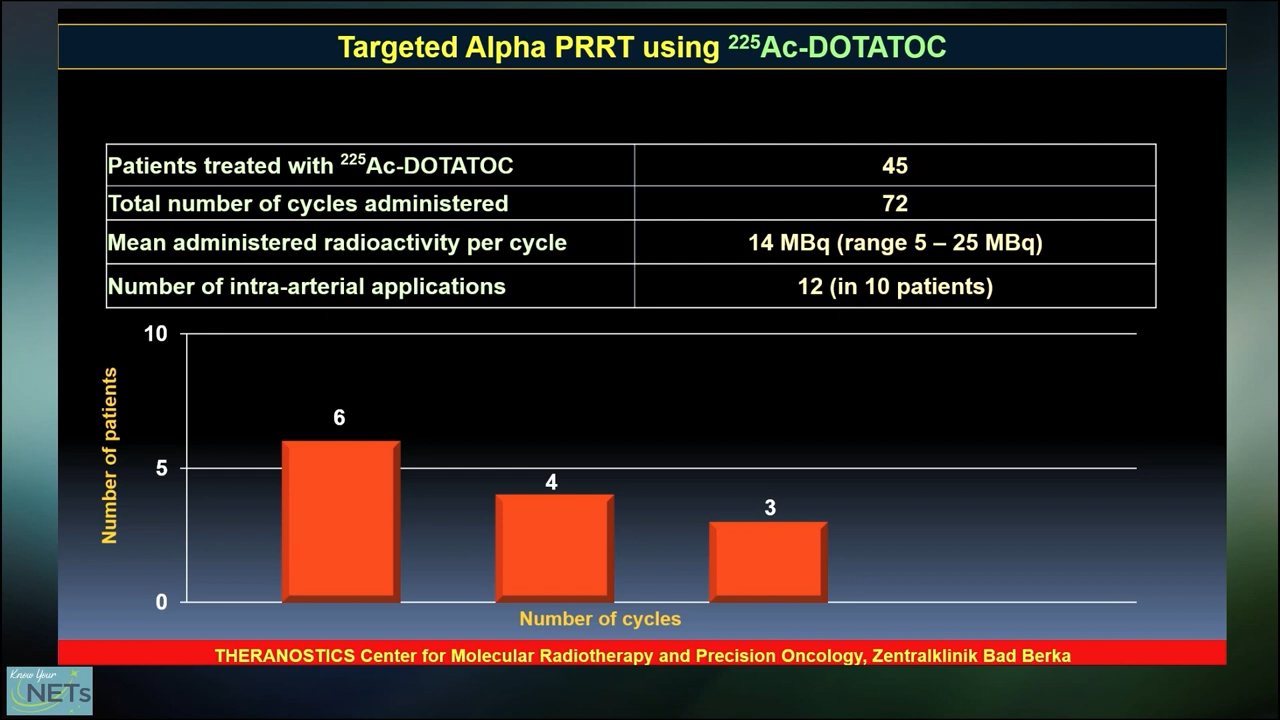 Targeted Alpha PRRT using ²²⁵Ac-DOTATOC
Patients treated with ²²⁵Ac-DOTATOC 45
Total number of cycles administered 72
Mean administered radioactivity per cycle 14 MBq (range 5 – 25 MBq)
Number of intra-arterial applications 12 (in 10 patients)
Number of patients
10
5
0
6
4
3
Number of cycles
THERANOSTICS Center for Molecular Radiotherapy and Precision Oncology, Zentralklinik Bad Berka
Know Your
NETs